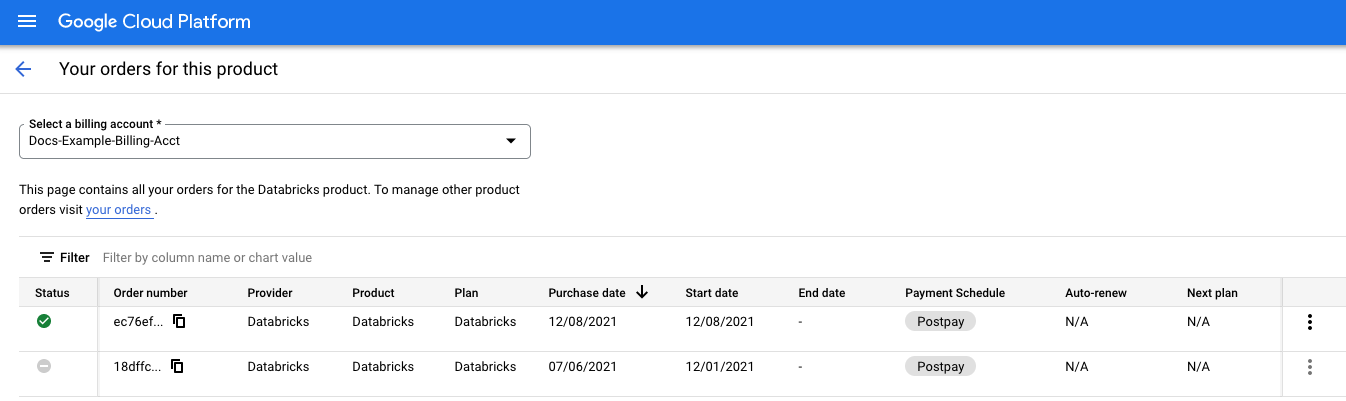 Google Cloud Platform
Your orders for this product
Select a billing account *
Docs-Example-Billing-Acct
This page contains all your orders for the Databricks product. To manage other product
orders visit your orders .
Filter Filter by column name or chart value
Status Order number Provider Product Plan Purchase date Start date End date Payment Schedule Auto-renew Next plan
ec76ef... Databricks Databricks Databricks 12/08/2021 12/08/2021 - Postpay N/A N/A
18dffc... Databricks Databricks Databricks 07/06/2021 12/01/2021 - Postpay N/A N/A